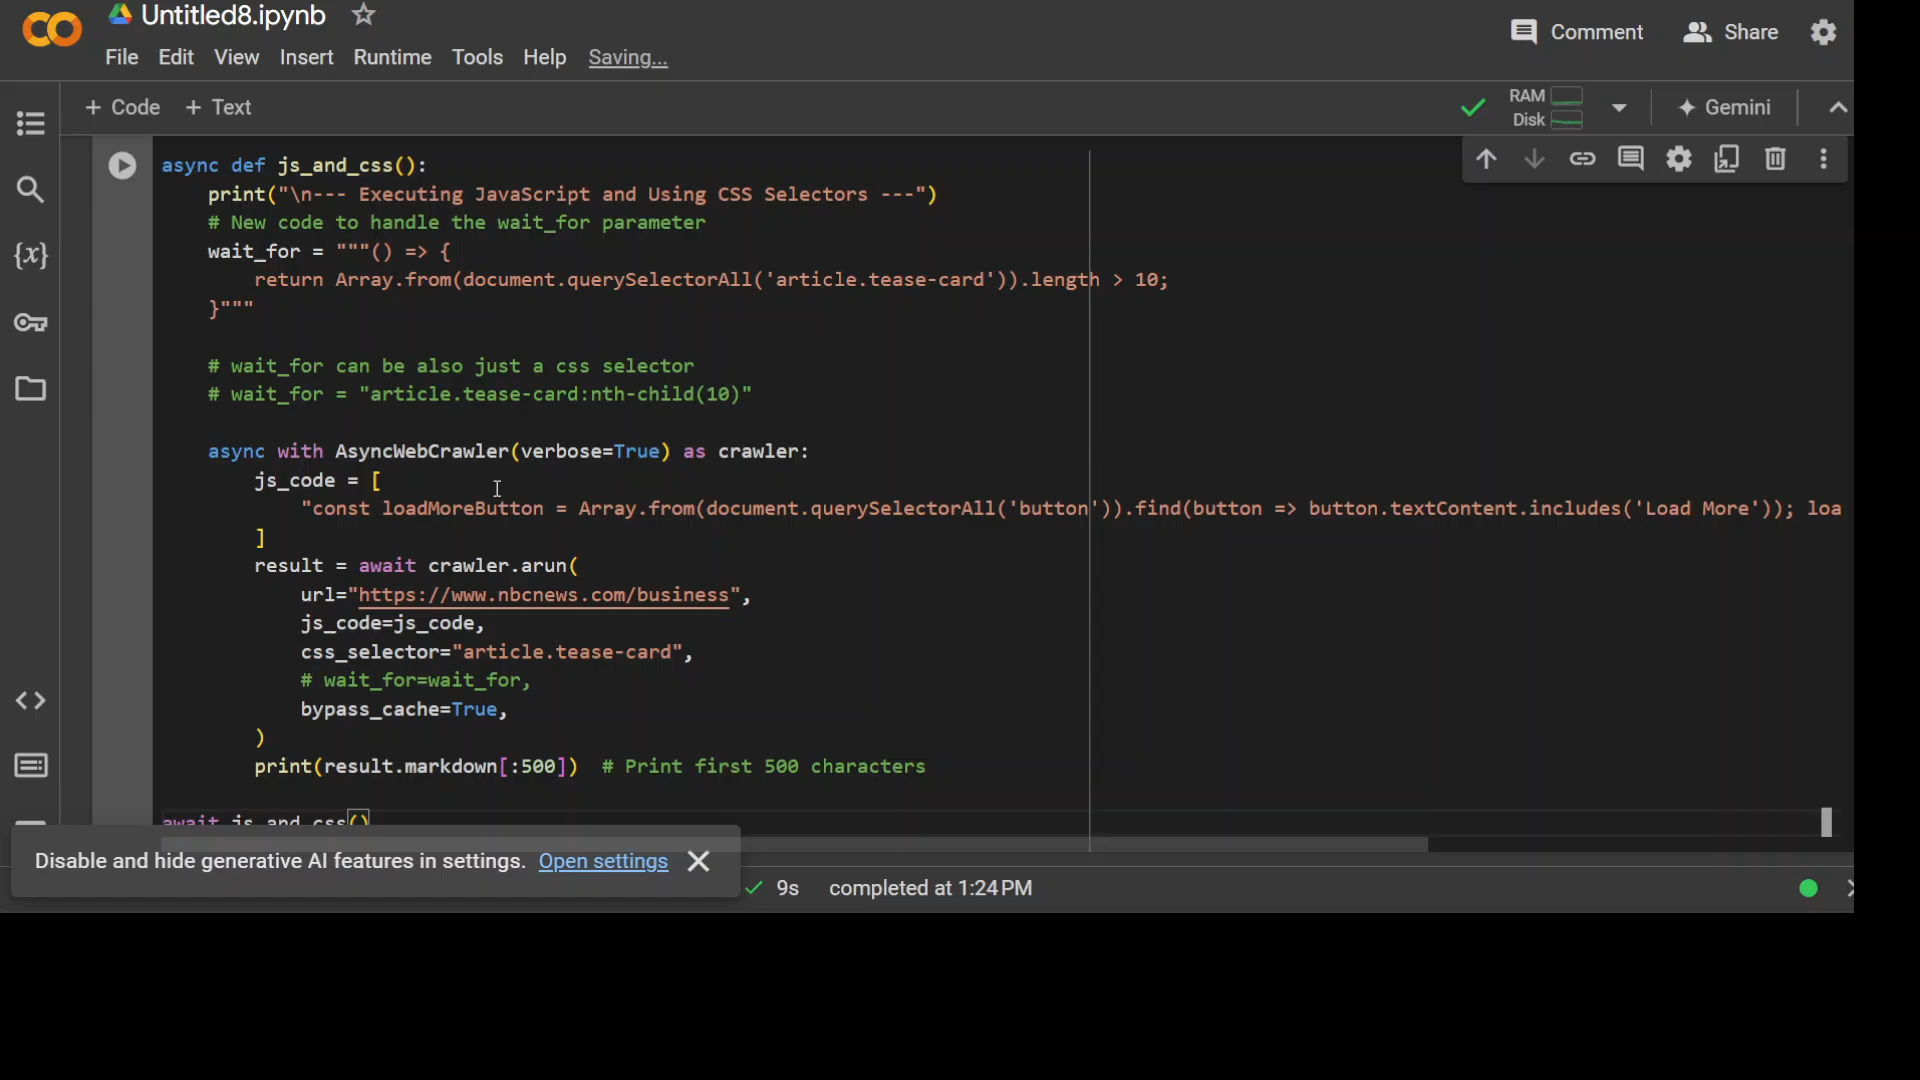 Untitled8.ipynb
File Edit View Insert Runtime Tools Help Saving...
Comment Share
+ Code + Text
RAM
Disk
Gemini
{x}
async def js_and_css():
print("\n--- Executing JavaScript and Using CSS Selectors ---")
# New code to handle the wait_for parameter
wait_for = """() => {
return Array.from(document.querySelectorAll('article.tease-card')).length > 10;
}"""
# wait_for can be also just a css selector
# wait_for = "article.tease-card:nth-child(10)"
async with AsyncWebCrawler(verbose=True) as crawler:
js_code = [
"const loadMoreButton = Array.from(document.querySelectorAll('button')).find(button => button.textContent.includes('Load More')); loa
]
result = await crawler.arun(
url="https://www.nbcnews.com/business",
js_code=js_code,
css_selector="article.tease-card",
# wait_for=wait_for,
bypass_cache=True,
)
print(result.markdown[:500]) # Print first 500 characters
await js_and_css()
Disable and hide generative AI features in settings. Open settings
9s completed at 1:24 PM